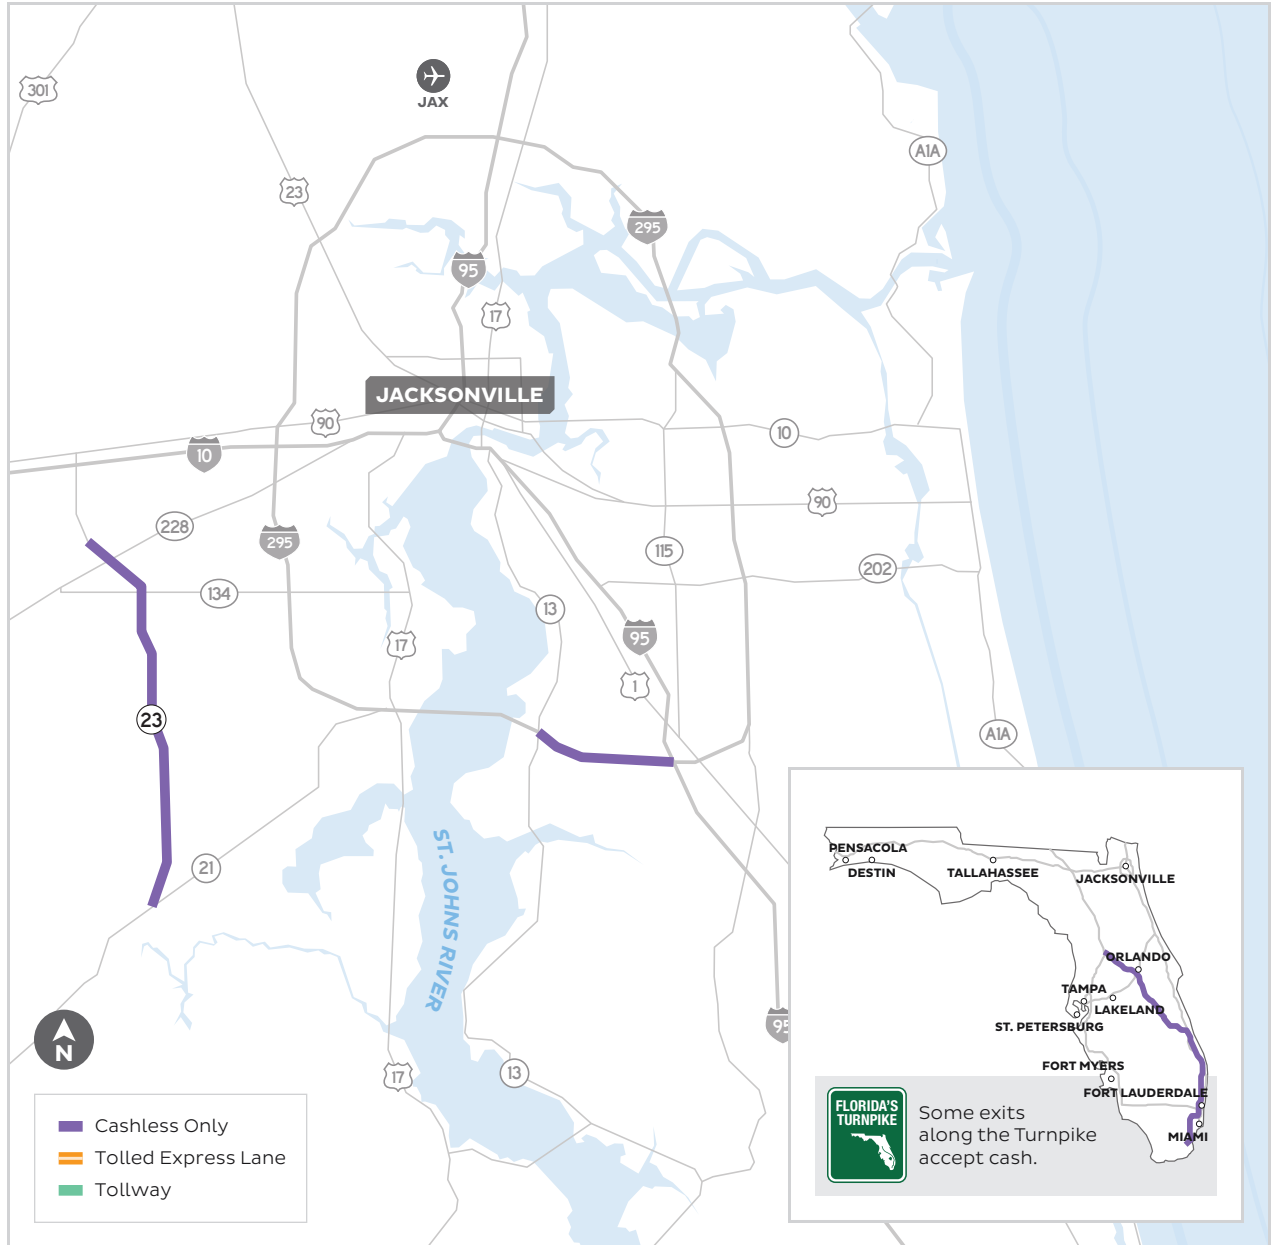 301
JAX
A1A
23
295
95
17
JACKSONVILLE
90
10
10
90
228
295
115
202
134
13
95
17
1
23
A1A
21
ST. JOHNS RIVER
95
N
17
13
Cashless Only
Tolled Express Lane
Tollway
PENSACOLA
DESTIN
TALLAHASSEE
JACKSONVILLE
ORLANDO
TAMPA
LAKELAND
ST. PETERSBURG
FORT MYERS
FORT LAUDERDALE
MIAMI
FLORIDA'S
TURNPIKE
Some exits
along the Turnpike
accept cash.